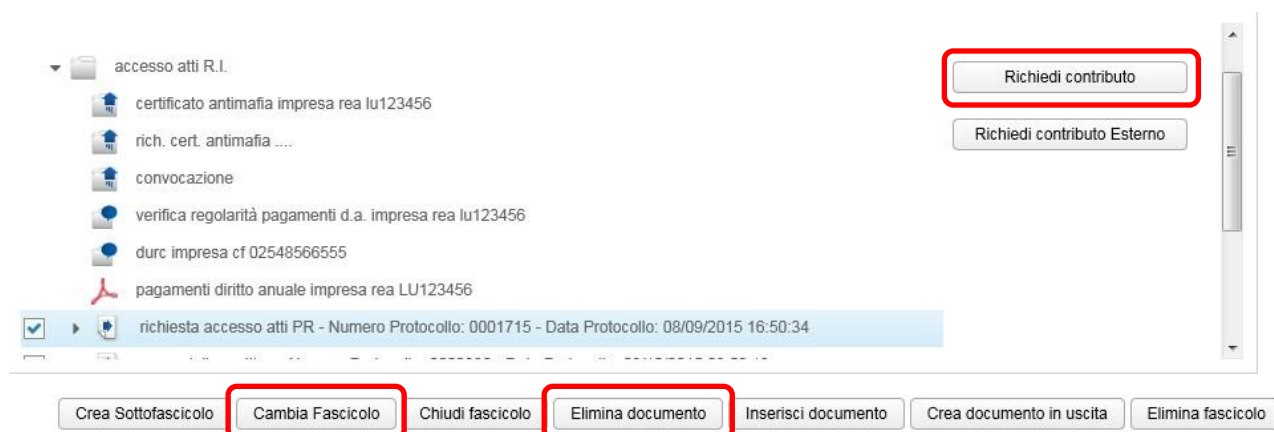 accesso atti R.I.
Richiedi contributo
certificato antimafia impresa rea lu123456
rich. cert. antimafia ....
Richiedi contributo Esterno
convocazione
verifica regolarità pagamenti d.a. impresa rea lu123456
durc impresa cf 02548566555
pagamenti diritto anuale impresa rea LU123456
richiesta accesso atti PR - Numero Protocollo: 0001715 - Data Protocollo: 08/09/2015 16:50:34
Crea Sottofascicolo Cambia Fascicolo Chiudi fascicolo Elimina documento Inserisci documento Crea documento in uscita Elimina fascicolo